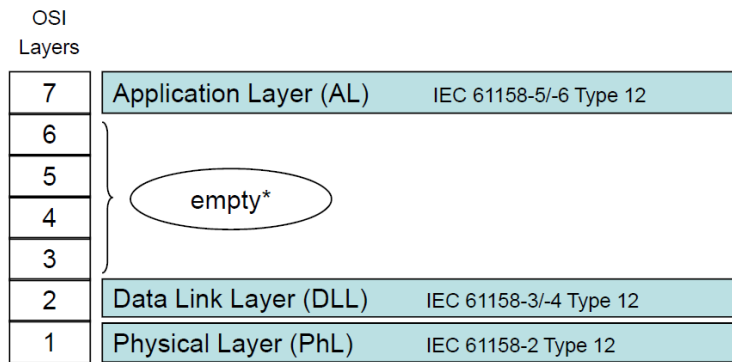 OSI
Layers
7 Application Layer (AL) IEC 61158-5/-6 Type 12
6
5
empty*
4
3
2 Data Link Layer (DLL) IEC 61158-3/-4 Type 12
1 Physical Layer (PhL) IEC 61158-2 Type 12